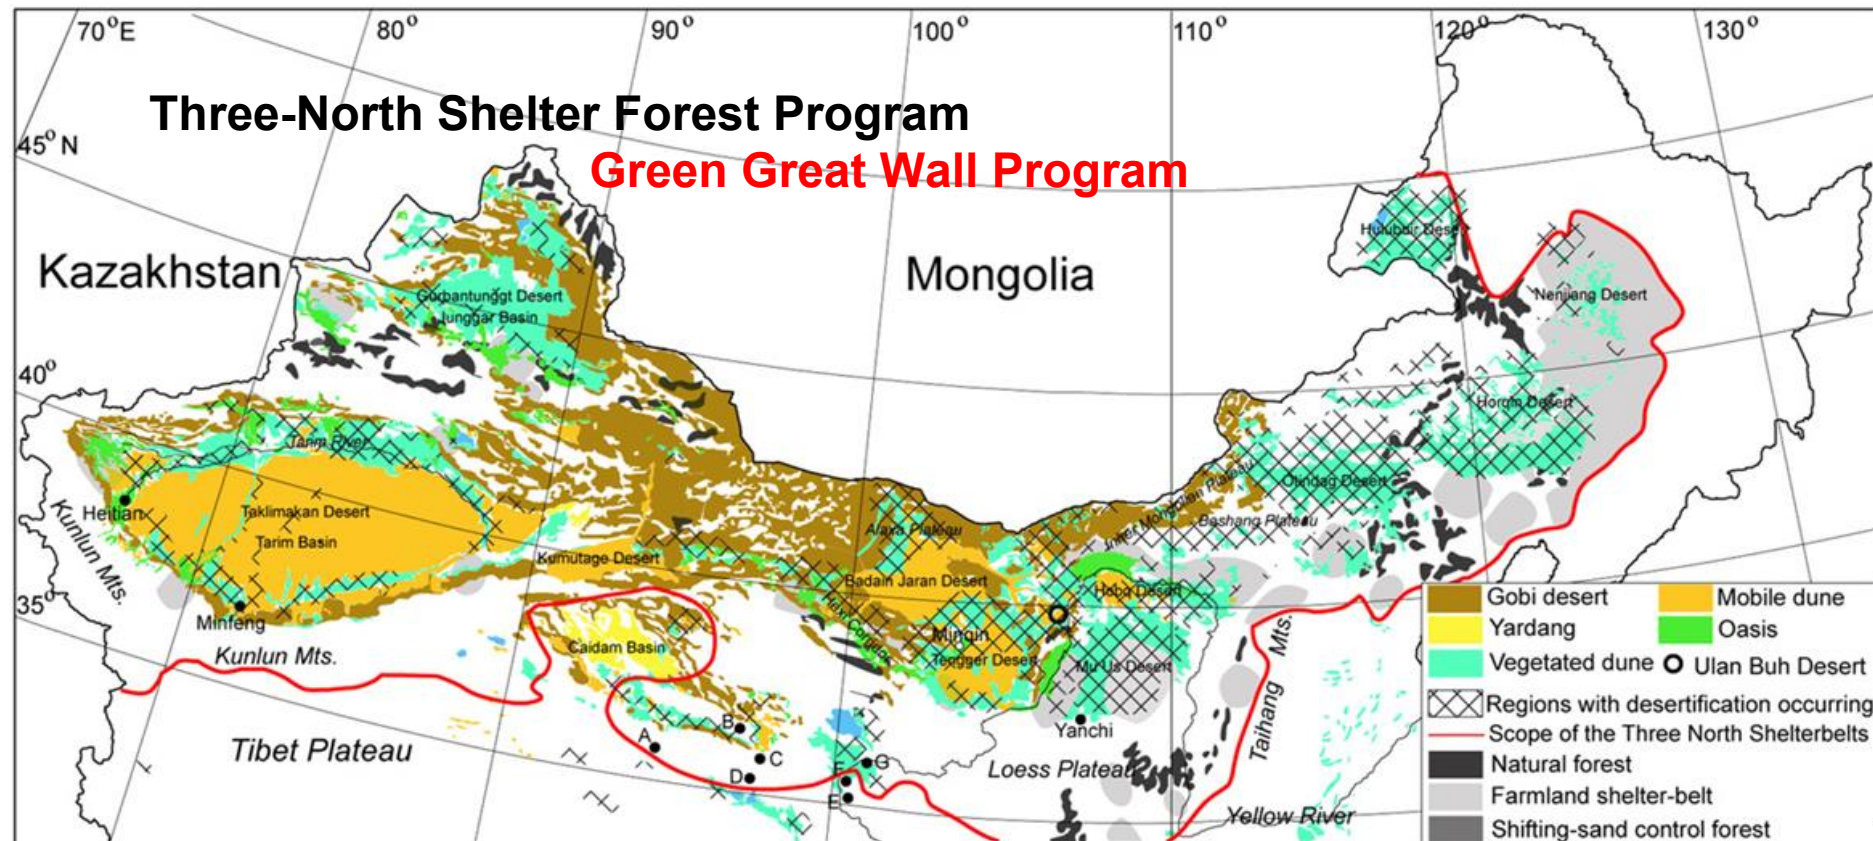 70°E 80° 90° 100° 110° 120° 130°
Three-North Shelter Forest Program
45°N
Green Great Wall Program
Hulubuir Desert
Kazakhstan
Mongolia
Gurbantunggt Desert
Nenjiang Desert
Junggar Basin
40°
Horqin Desert
Tarim River
Otindag Desert
Inner Mongolian Plateau
Heitian
Taklimakan Desert
Bashang Plateau
Alaxa Plateau
Tarim Basin
Kunlun Mts.
Kumutage Desert
Badain Jaran Desert
Hobq Desert
35°
Hexi Corridor
Minfeng
Minqin
Kunlun Mts.
Caidam Basin
Tengger Desert
Mu Us Desert
Taihang Mts.
Yanchi
B
A
Tibet Plateau
C
G
Loess Plateau
D
F
E
Yellow River
Gobi desert
Mobile dune
Yardang
Oasis
Vegetated dune
Ulan Buh Desert
Regions with desertification occurring
Scope of the Three North Shelterbelts
Natural forest
Farmland shelter-belt
Shifting-sand control forest